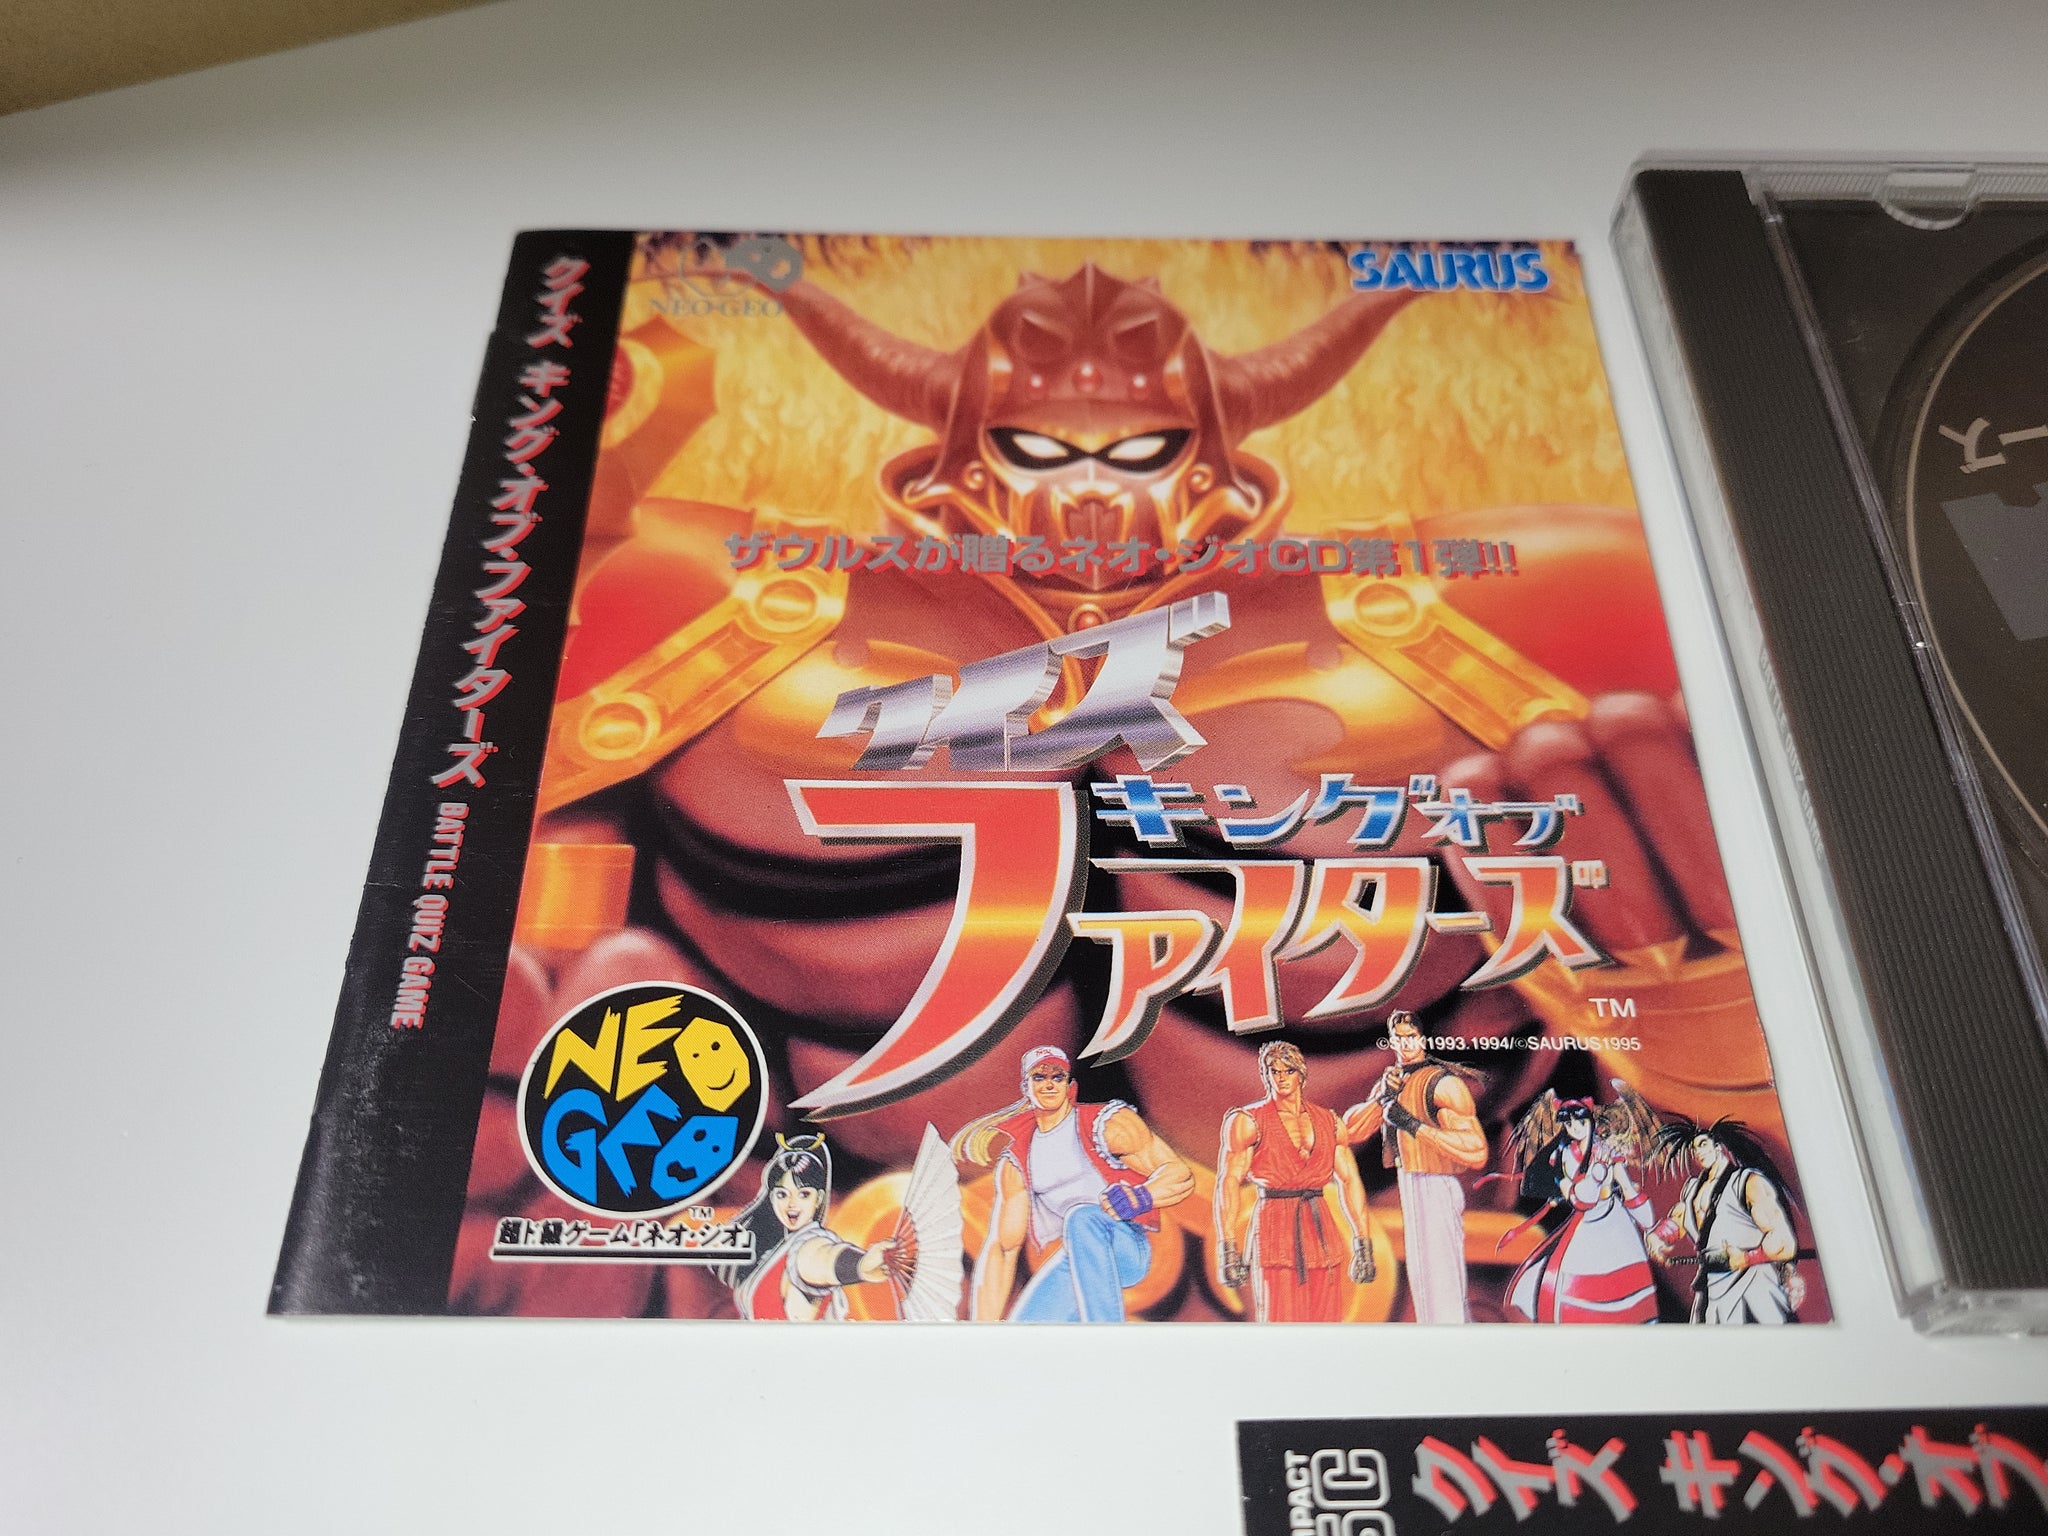 クイズ キング・オブ・ファイターズ
BATTLE QUIZ GAME
NEO·GEO
SAURUS
ザウルスが贈るネオ・ジオCD第1弾!!
クイズ
キングオブ
ファイターズ
TM
©SNK1993.1994/©SAURUS1995
NEO
GEO
TM
超ド級ゲーム「ネオ・ジオ」
クイズ キング・オブ